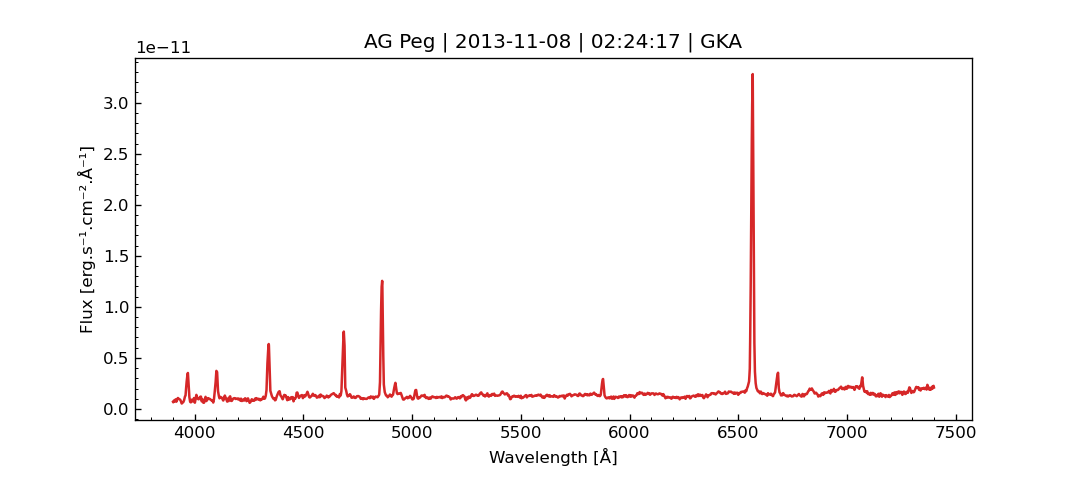 AG Peg | 2013-11-08 | 02:24:17 | GKA
1e−11
3.0
2.5
2.0
1.5
1.0
0.5
0.0
Flux [erg.s⁻¹.cm⁻².Å⁻¹]
4000 4500 5000 5500 6000 6500 7000 7500
Wavelength [Å]